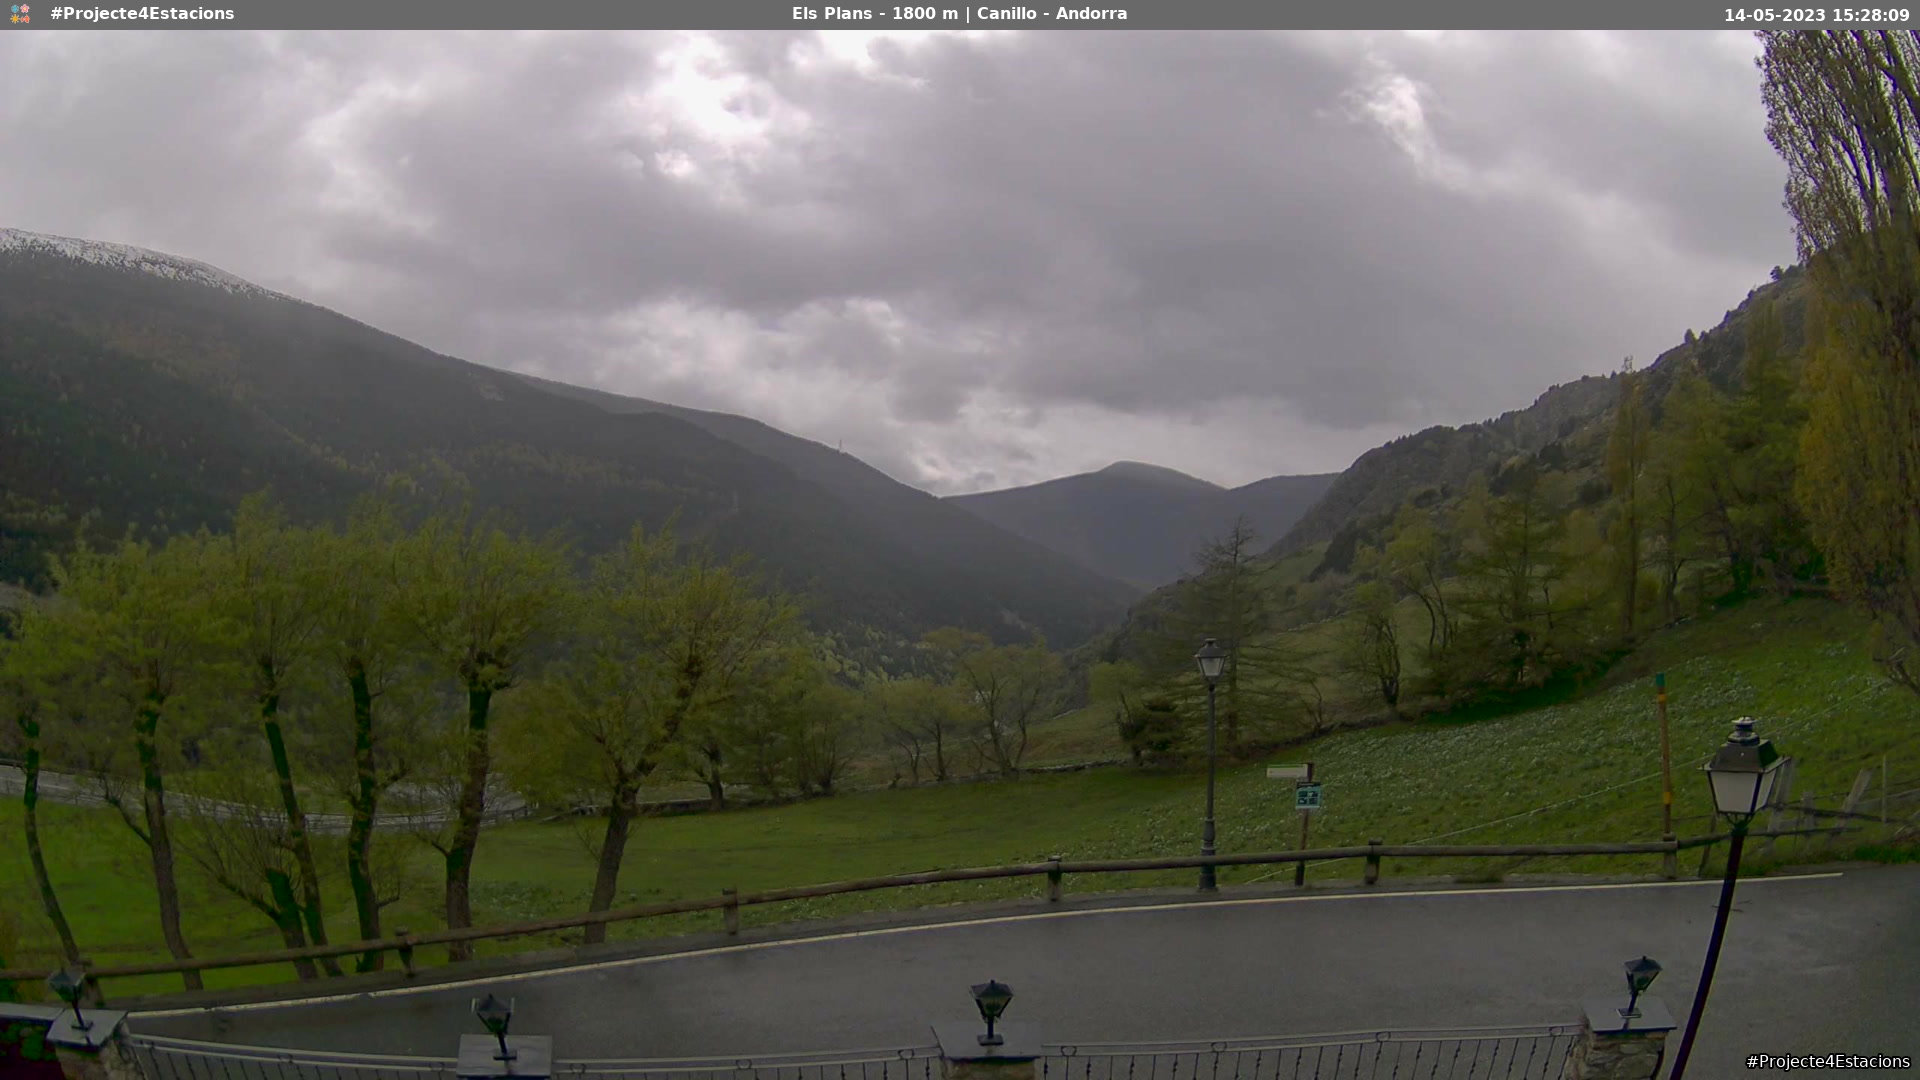 #Projecte4Estacions
Els Plans - 1800 m | Canillo - Andorra
14-05-2023 15:28:09
#Projecte4Estacions